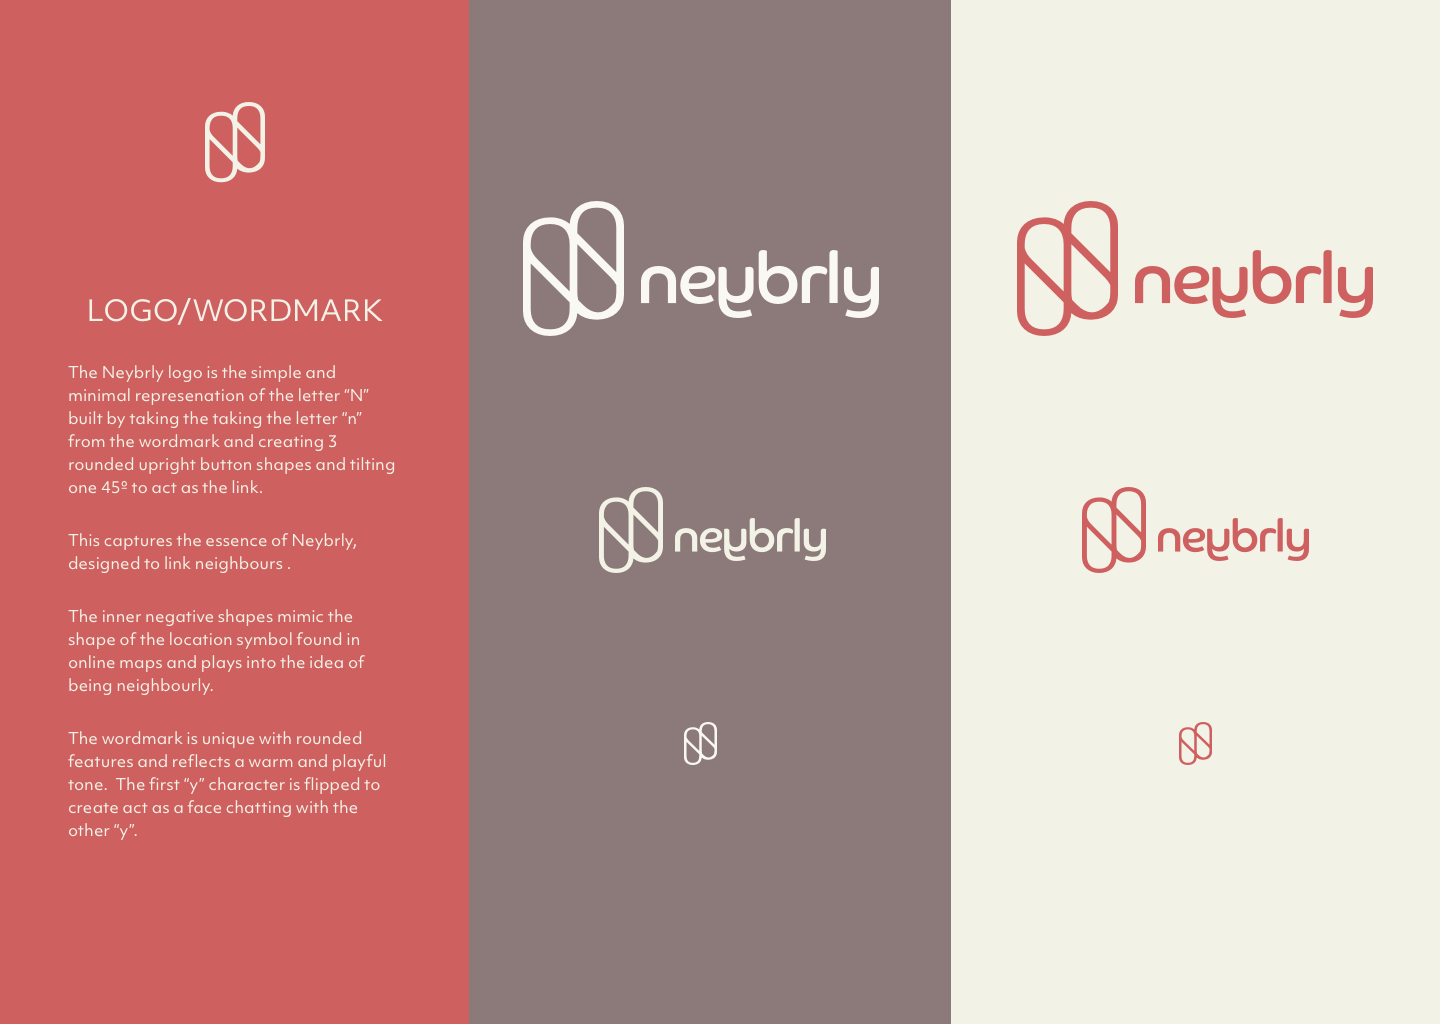 LOGO/WORDMARK
The Neybrly logo is the simple and
minimal represenation of the letter “N”
built by taking the taking the letter “n”
from the wordmark and creating 3
rounded upright button shapes and tilting
one 45º to act as the link.
This captures the essence of Neybrly,
designed to link neighbours .
The inner negative shapes mimic the
shape of the location symbol found in
online maps and plays into the idea of
being neighbourly.
The wordmark is unique with rounded
features and reflects a warm and playful
tone.  The first “y” character is flipped to
create act as a face chatting with the
other “y”.
neybrly
neybrly
neybrly
neybrly